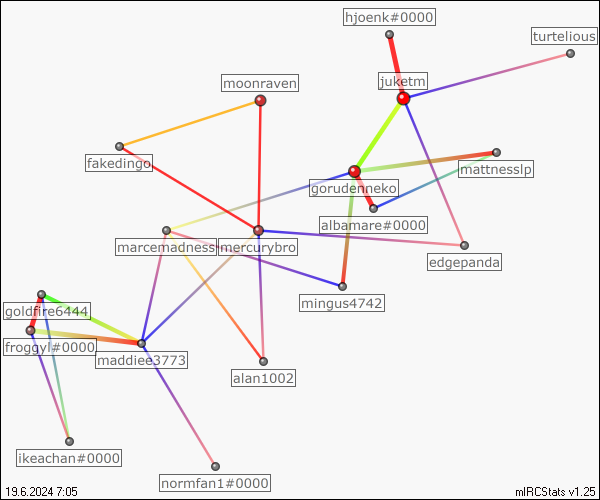 hjoenk#0000
turtelious
juketm
moonraven
fakedingo
mattnesslp
gorudenneko
albamare#0000
marcemadness
mercurybro
edgepanda
mingus4742
goldfire6444
froggyl#0000
maddiee3773
alan1002
ikeachan#0000
normfan1#0000
19.6.2024 7:05
mIRCStats v1.25